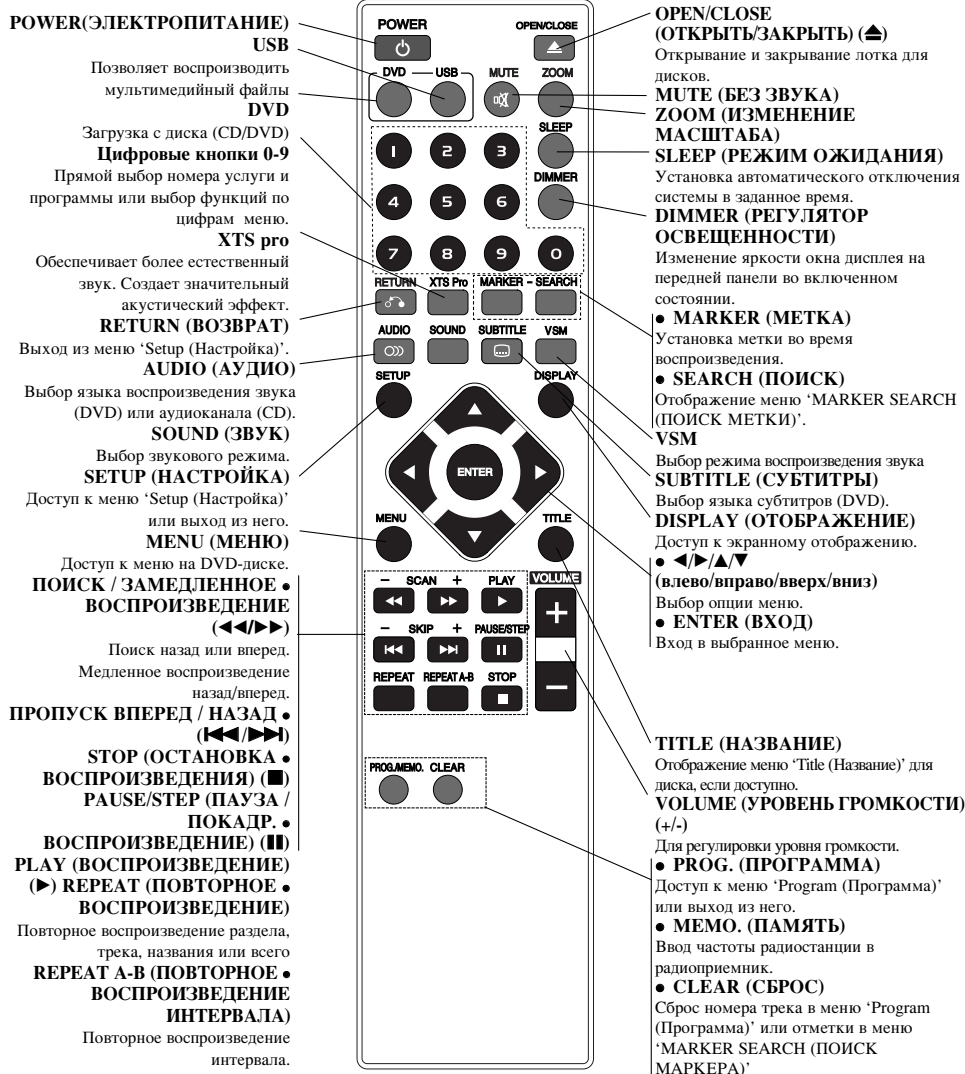 POWER(ЭЛЕКТРОПИТАНИЕ)
USB
Позволяет воспроизводить
мультимедийный файлы
DVD
Загрузка с диска (CD/DVD)
Цифровые кнопки 0-9
Прямой выбор номера услуги и
программы или выбор функций по
цифрам меню.
XTS pro
Обеспечивает более естественный
звук. Создает значительный
акустический эффект.
RETURN (ВОЗВРАТ)
Выход из меню ‘Setup (Настройка)’.
AUDIO (АУДИО)
Выбор языка воспроизведения звука
(DVD) или аудиоканала (CD).
SOUND (ЗВУК)
Выбор звукового режима.
SETUP (НАСТРОЙКА)
Доступ к меню ‘Setup (Настройка)’
или выход из него.
MENU (МЕНЮ)
Доступ к меню на DVD-диске.
ПОИСК / ЗАМЕДЛЕННОЕ ●
ВОСПРОИЗВЕДЕНИЕ
(◀◀/▶▶)
Поиск назад или вперед.
Медленное воспроизведение
назад/вперед.
ПРОПУСК ВПЕРЕД / НАЗАД ●
(I◀◀/▶▶I)
STOP (ОСТАНОВКА ●
ВОСПРОИЗВЕДЕНИЯ) (■)
PAUSE/STEP (ПАУЗА /
ПОКАДР. ●
ВОСПРОИЗВЕДЕНИЕ) (▮▮)
PLAY (ВОСПРОИЗВЕДЕНИЕ)
(▶) REPEAT (ПОВТОРНОЕ ●
ВОСПРОИЗВЕДЕНИЕ)
Повторное воспроизведение раздела,
трека, названия или всего
REPEAT A-B (ПОВТОРНОЕ ●
ВОСПРОИЗВЕДЕНИЕ
ИНТЕРВАЛА)
Повторное воспроизведение
интервала.
POWER OPEN/CLOSE
DVD USB MUTE ZOOM
1 2 3 SLEEP
4 5 6 DIMMER
7 8 9 0
RETURN XTS Pro MARKER - SEARCH
AUDIO SOUND SUBTITLE VSM
SETUP DISPLAY
ENTER
MENU TITLE
- SCAN + PLAY VOLUME
+
- SKIP + PAUSE/STEP
REPEAT REPEAT A-B STOP
-
PROG./MEMO. CLEAR
OPEN/CLOSE
(ОТКРЫТЬ/ЗАКРЫТЬ) (⏏)
Открывание и закрывание лотка для
дисков.
MUTE (БЕЗ ЗВУКА)
ZOOM (ИЗМЕНЕНИЕ
МАСШТАБА)
SLEEP (РЕЖИМ ОЖИДАНИЯ)
Установка автоматического отключения
системы в заданное время.
DIMMER (РЕГУЛЯТОР
ОСВЕЩЕННОСТИ)
Изменение яркости окна дисплея на
передней панели во включенном
состоянии.
● MARKER (МЕТКА)
Установка метки во время
воспроизведения.
● SEARCH (ПОИСК)
Отображение меню ‘MARKER SEARCH
(ПОИСК МЕТКИ)’.
VSM
Выбор режима воспроизведения звука
SUBTITLE (СУБТИТРЫ)
Выбор языка субтитров (DVD).
DISPLAY (ОТОБРАЖЕНИЕ)
Доступ к экранному отображению.
● ◀/▶/▲/▼
(влево/вправо/вверх/вниз)
Выбор опции меню.
● ENTER (ВХОД)
Вход в выбранное меню.
TITLE (НАЗВАНИЕ)
Отображение меню ‘Title (Название)’ для
диска, если доступно.
VOLUME (УРОВЕНЬ ГРОМКОСТИ)
(+/-)
Для регулировки уровня громкости.
● PROG. (ПРОГРАММА)
Доступ к меню ‘Program (Программа)’
или выход из него.
● MEMO. (ПАМЯТЬ)
Ввод частоты радиостанции в
радиоприемник.
● CLEAR (СБРОС)
Сброс номера трека в меню ‘Program
(Программа)’ или отметки в меню
‘MARKER SEARCH (ПОИСК
МАРКЕРА)’